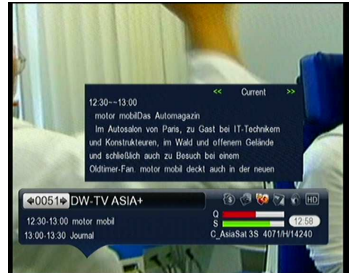 << Current >>
12:30~~13:00
motor mobilDas Automagazin
Im Autosalon von Paris, zu Gast bei IT-Technikern
und Konstrukteuren, im Wald und offenem Gelände
und schließlich auch zu Besuch bei einem
Oldtimer-Fan. motor mobil deckt auch in der neuen
0051 DW-TV ASIA+
HD
12:30-13:00 motor mobil
Q
S
12:58
13:00-13:30 Journal
C_AsiaSat 3S 4071/H/14240